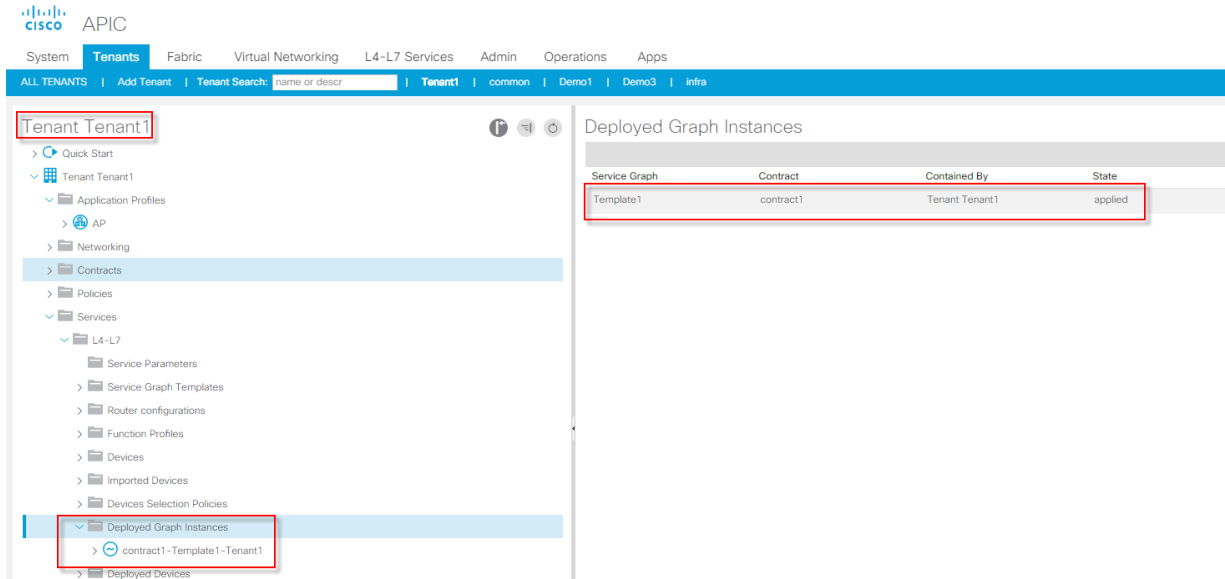 CISCO APIC
System Tenants Fabric Virtual Networking L4-L7 Services Admin Operations Apps
ALL TENANTS | Add Tenant | Tenant Search: name or descr | Tenant1 | common | Demo1 | Demo3 | infra
Tenant Tenant1
Quick Start
Tenant Tenant1
Application Profiles
AP
Networking
Contracts
Policies
Services
L4-L7
Service Parameters
Service Graph Templates
Router configurations
Function Profiles
Devices
Imported Devices
Devices Selection Policies
Deployed Graph Instances
contract1-Template1-Tenant1
Deployed Devices
Deployed Graph Instances
Service Graph Contract Contained By State
Template1 contract1 Tenant Tenant1 applied